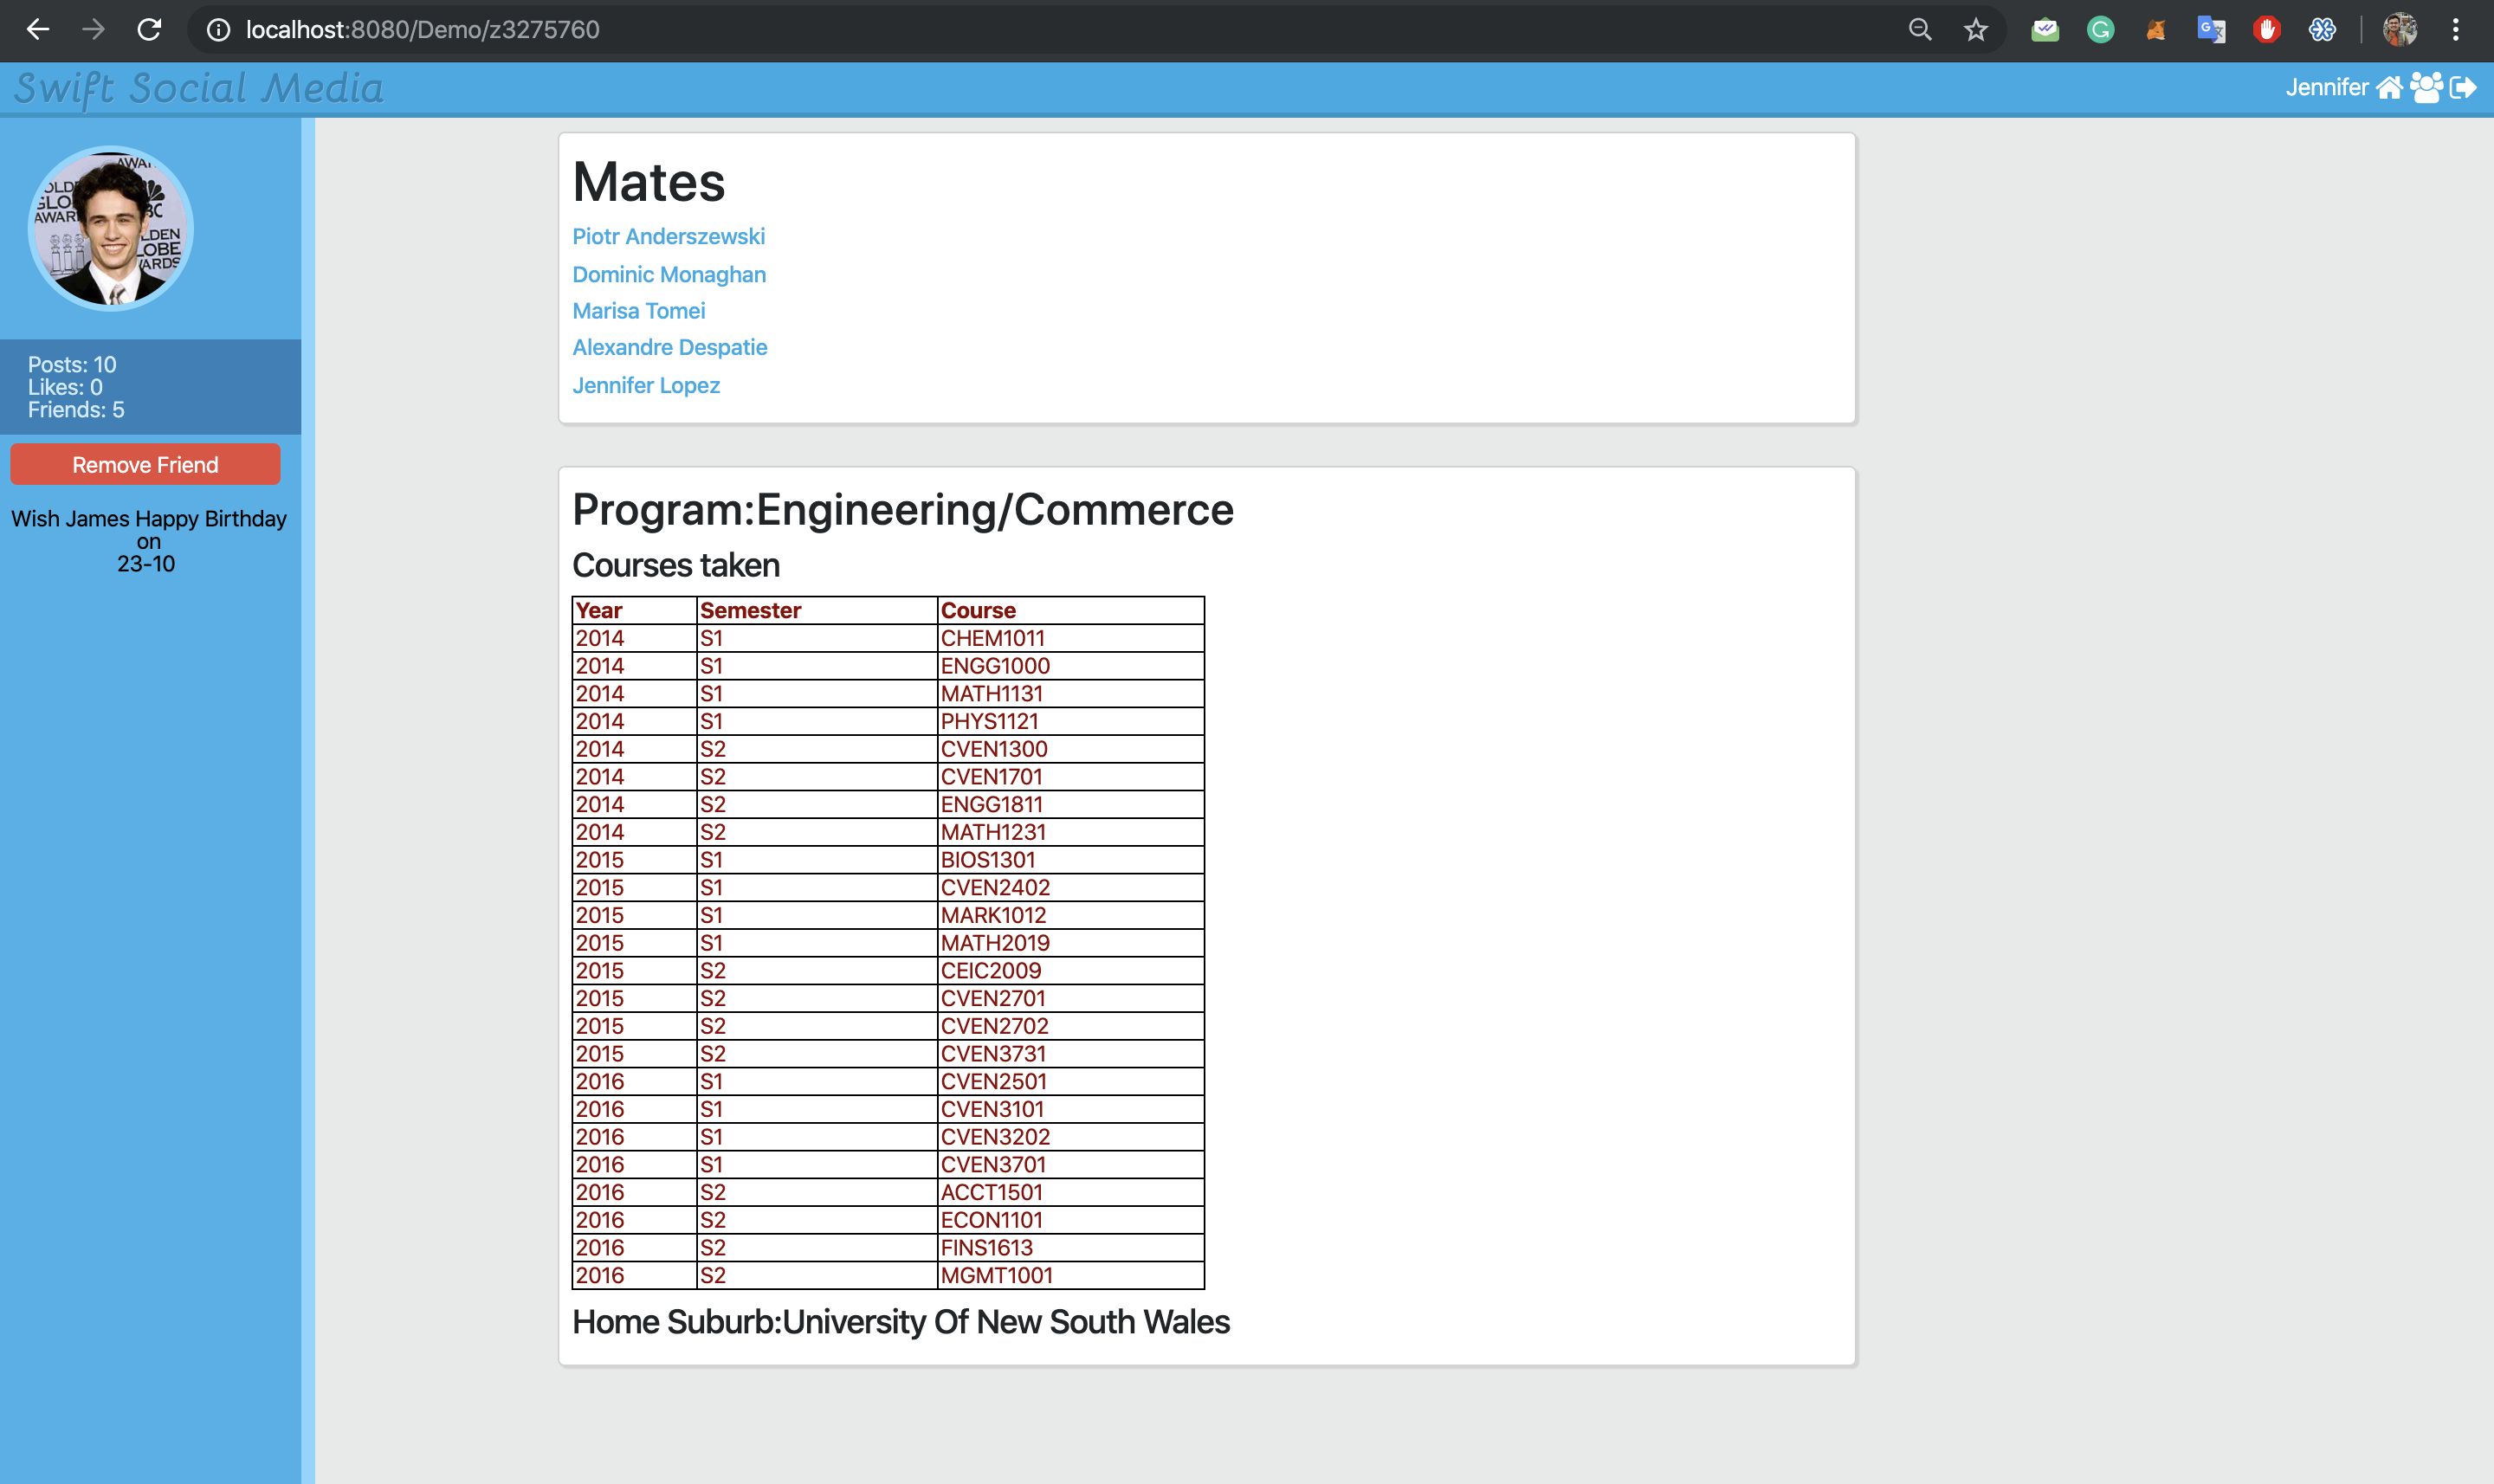 localhost:8080/Demo/z3275760
Swift Social Media
Jennifer
Posts: 10
Likes: 0
Friends: 5
Remove Friend
Wish James Happy Birthday
on
23-10
Mates
Piotr Anderszewski
Dominic Monaghan
Marisa Tomei
Alexandre Despatie
Jennifer Lopez
Program:Engineering/Commerce
Courses taken
Year Semester Course
2014 S1 CHEM1011
2014 S1 ENGG1000
2014 S1 MATH1131
2014 S1 PHYS1121
2014 S2 CVEN1300
2014 S2 CVEN1701
2014 S2 ENGG1811
2014 S2 MATH1231
2015 S1 BIOS1301
2015 S1 CVEN2402
2015 S1 MARK1012
2015 S1 MATH2019
2015 S2 CEIC2009
2015 S2 CVEN2701
2015 S2 CVEN2702
2015 S2 CVEN3731
2016 S1 CVEN2501
2016 S1 CVEN3101
2016 S1 CVEN3202
2016 S1 CVEN3701
2016 S2 ACCT1501
2016 S2 ECON1101
2016 S2 FINS1613
2016 S2 MGMT1001
Home Suburb:University Of New South Wales